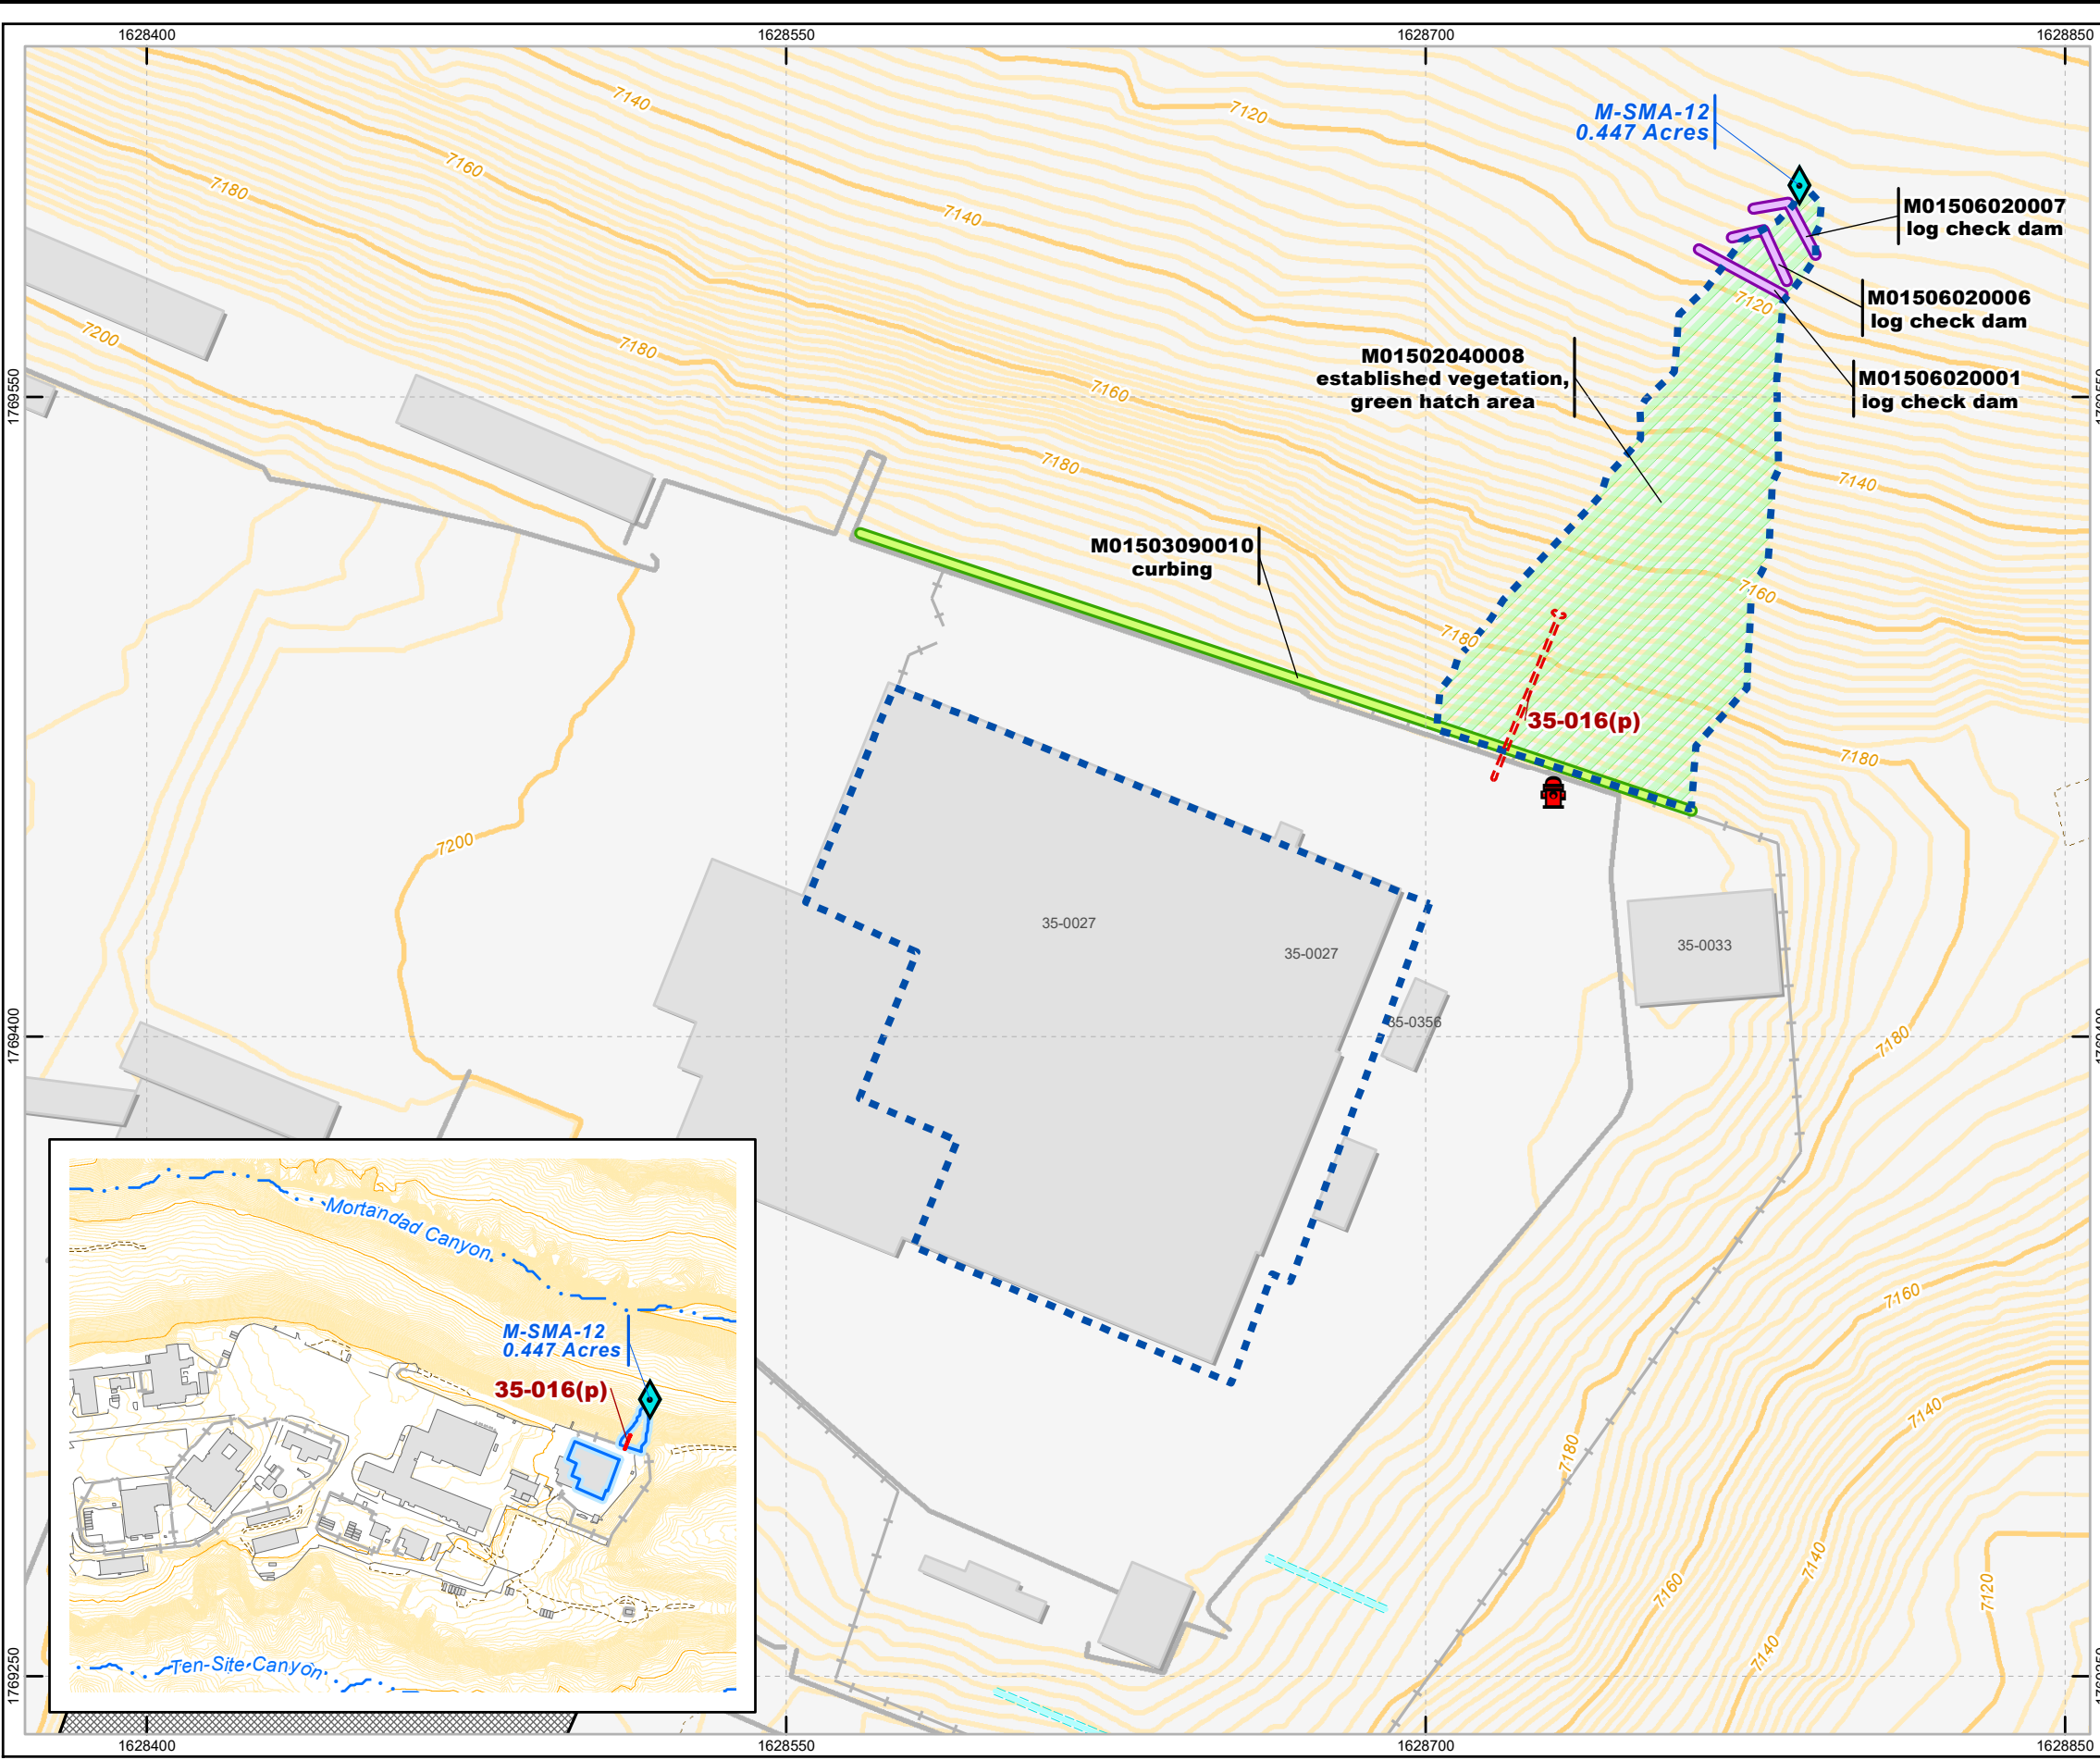 1628400
1628550
1628700
1628850
7140
7120
M-SMA-12
0.447 Acres
7160
7180
7140
M01506020007
log check dam
M01506020006
log check dam
7120
7200
7180
M01502040008
established vegetation,
green hatch area
M01506020001
log check dam
7160
1769550
1769550
7180
7140
M01503090010
curbing
7160
7180
35-016(p)
7180
7200
35-0027
35-0027
35-0033
35-0356
1769400
1769400
7180
7160
7140
7180
7160
7140
7120
7140
Mortandad Canyon
M-SMA-12
0.447 Acres
35-016(p)
Ten-Site Canyon
1769250
1769250
1628400
1628550
1628700
1628850